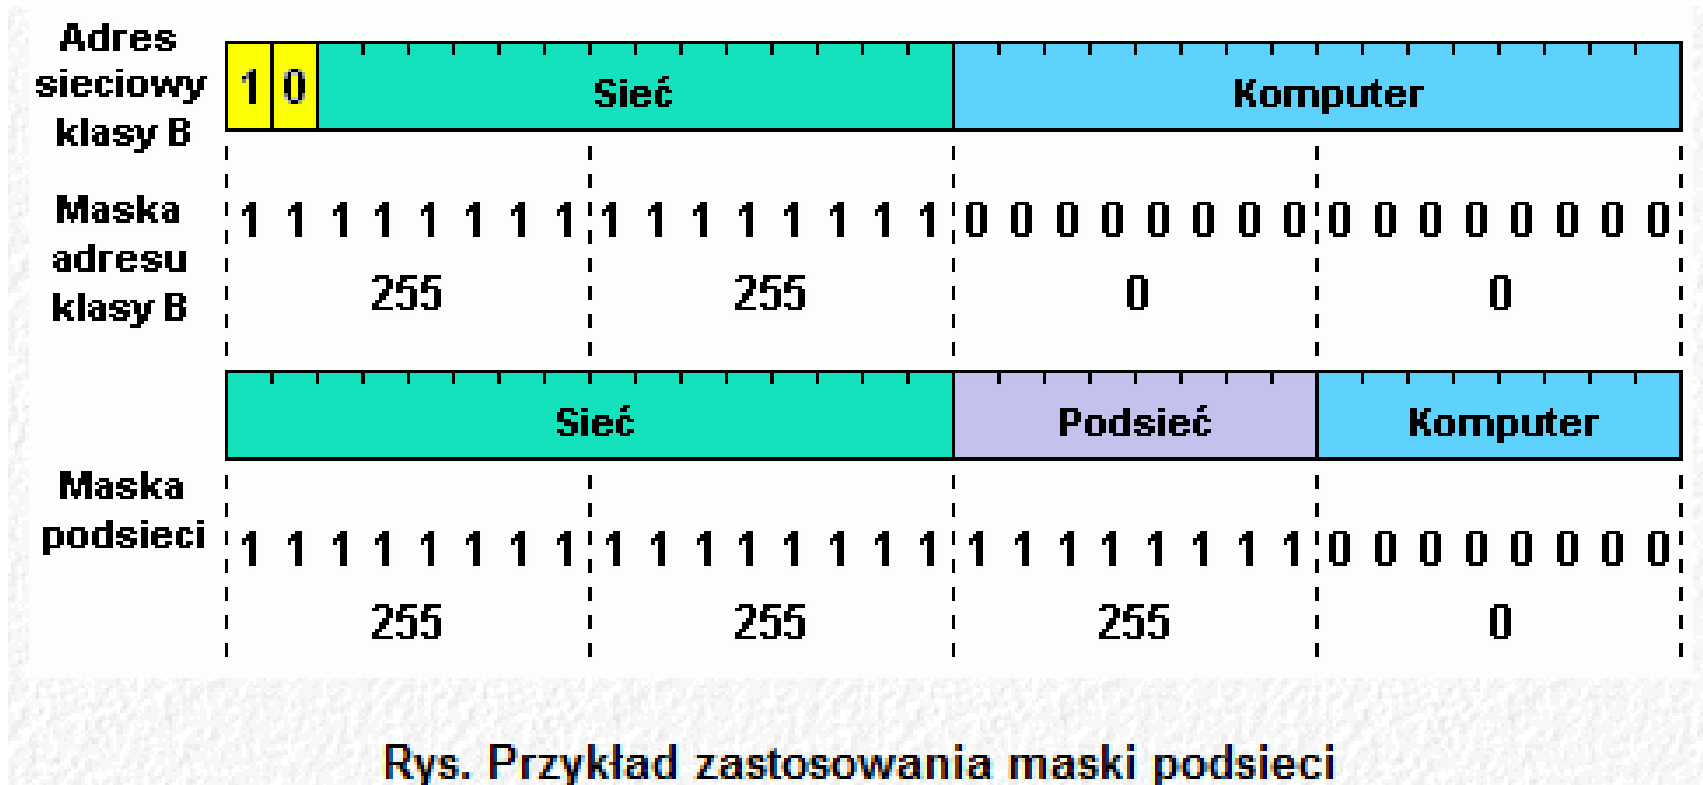 Adres
sieciowy
klasy B
1 0 Sieć Komputer
Maska
adresu
klasy B
1 1 1 1 1 1 1 1 1 1 1 1 1 1 1 1 0 0 0 0 0 0 0 0 0 0 0 0 0 0 0 0
255 255 0 0
Sieć Podsieć Komputer
Maska
podsieci
1 1 1 1 1 1 1 1 1 1 1 1 1 1 1 1 1 1 1 1 1 1 1 1 0 0 0 0 0 0 0 0
255 255 255 0
Rys. Przykład zastosowania maski podsieci